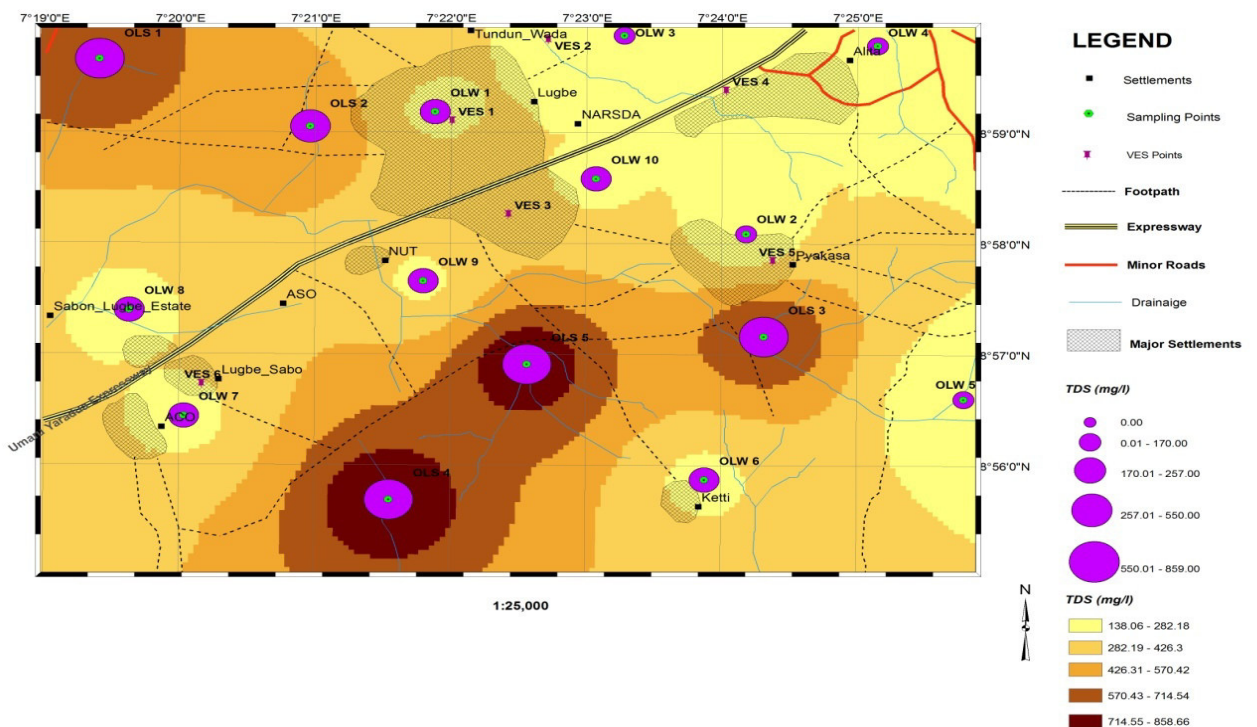 7°19'0"E 7°20'0"E 7°21'0"E 7°22'0"E 7°23'0"E 7°24'0"E 7°25'0"E
OLS 1
Tundun_Wada
VES 2
OLW 3
OLW 4
Alita
OLS 2
OLW 1
VES 1
Lugbe
NARSDA
VES 4
8°59'0"N
OLW 10
VES 3
OLW 2
VES 5
Pyakasa
8°58'0"N
NUT
OLW 9
OLW 8
Sabon_Lugbe_Estate
ASO
OLS 3
OLS 5
8°57'0"N
VES 6
Lugbe_Sabo
OLW 7
ACO
OLW 5
8°56'0"N
OLS 4
OLW 6
Ketti
1:25,000
N
LEGEND
Settlements
Sampling Points
VES Points
Footpath
Expressway
Minor Roads
Drainaige
Major Settlements
TDS (mg/l)
0.00
0.01 - 170.00
170.01 - 257.00
257.01 - 550.00
550.01 - 859.00
TDS (mg/l)
138.06 - 282.18
282.19 - 426.3
426.31 - 570.42
570.43 - 714.54
714.55 - 858.66